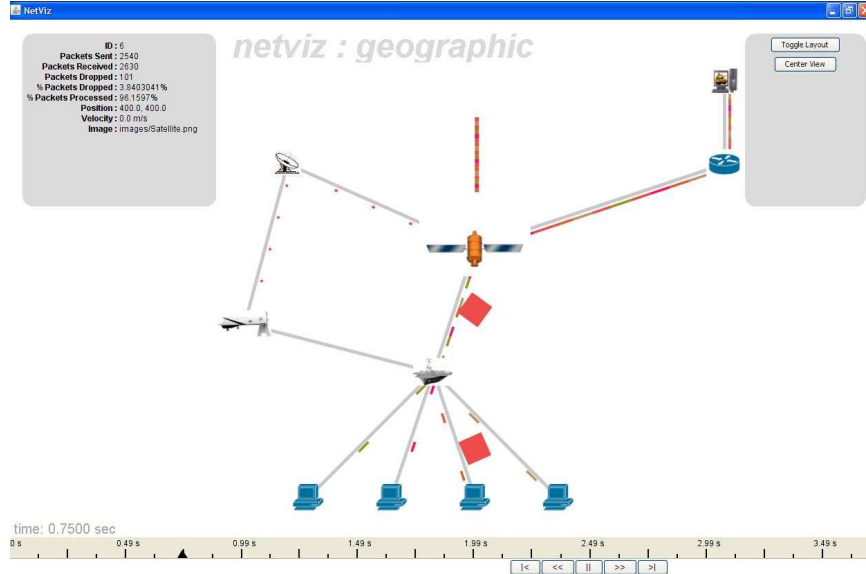 NetViz
ID : 6
Packets Sent : 2540
Packets Received : 2630
Packets Dropped : 101
% Packets Dropped : 3.8403041%
% Packets Processed : 96.1597%
Position : 400.0, 400.0
Velocity : 0.0 m/s
Image : images/Satellite.png
netviz : geographic
Toggle Layout
Center View
time: 0.7500 sec
0 s 0.49 s 0.99 s 1.49 s 1.99 s 2.49 s 2.99 s 3.49 s
|< << || >> >|